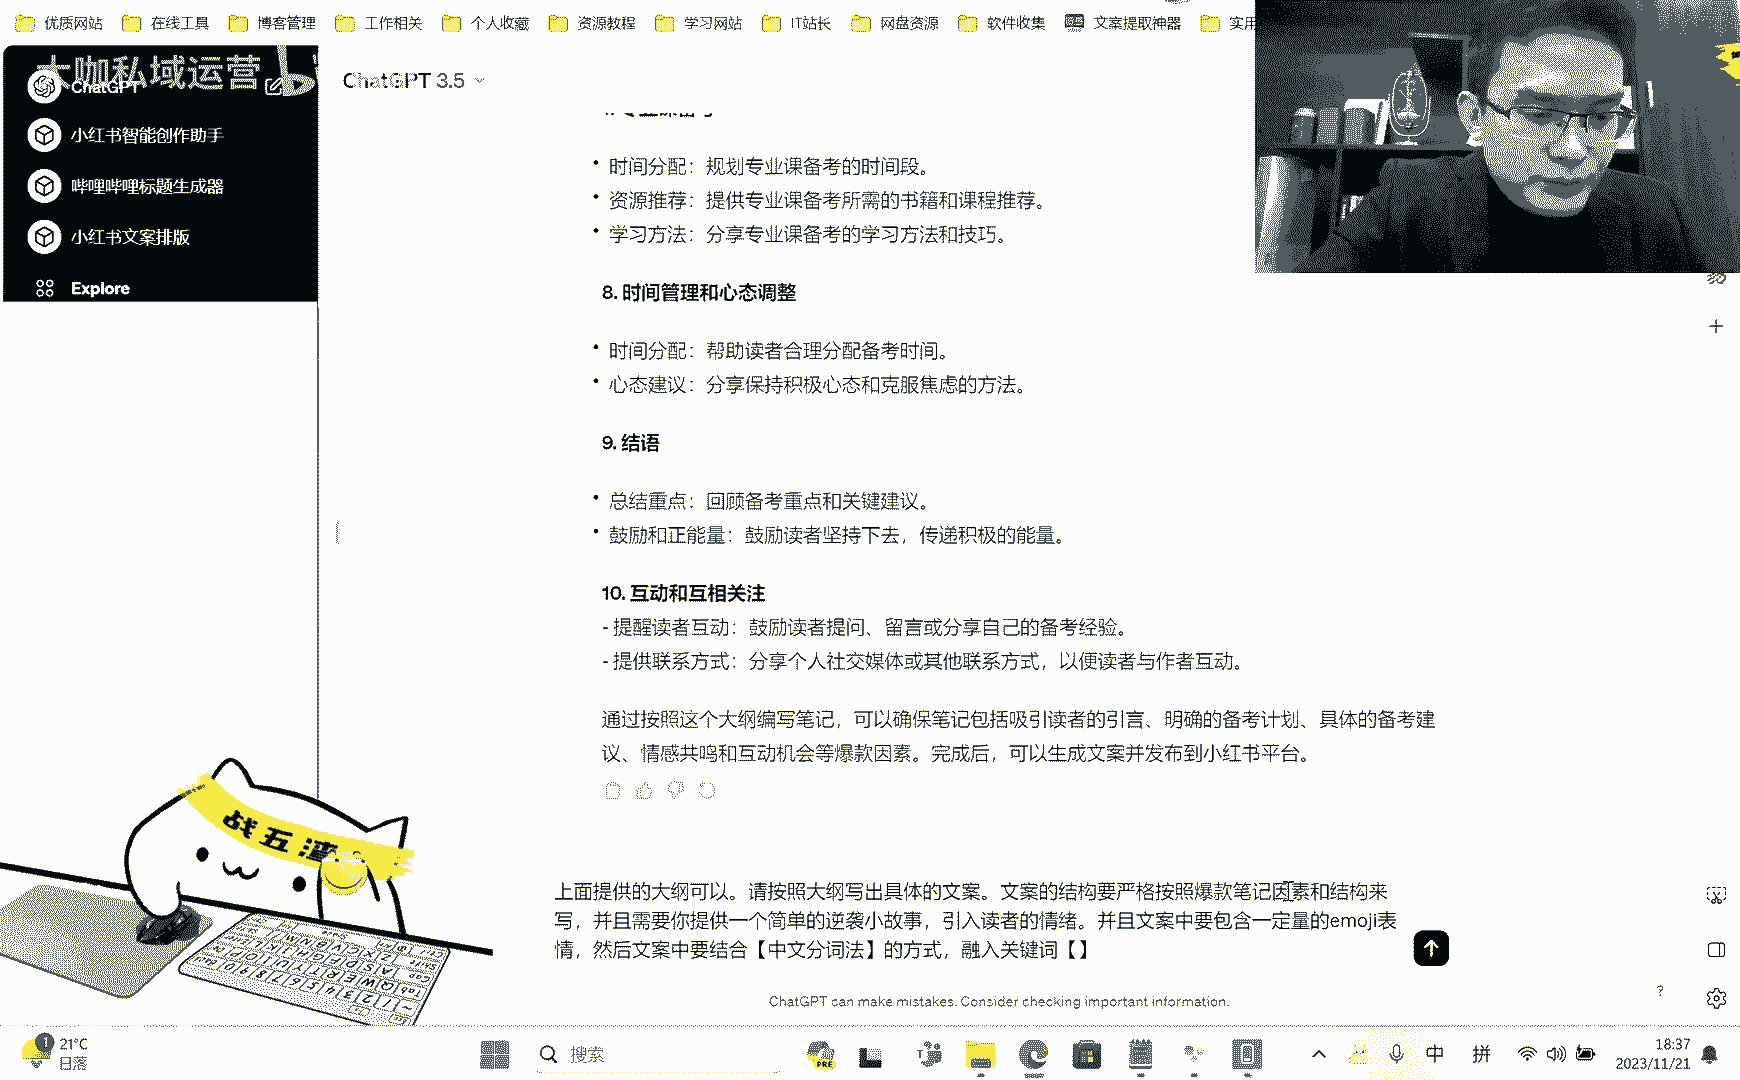 优质网站 在线工具 博客管理 工作相关 个人收藏 资源教程 学习网站 IT站长 网盘资源 软件收集 文案提取神器 实用
大咖私域运营
ChatGPT
小红书智能创作助手
哔哩哔哩标题生成器
小红书文案排版
Explore
ChatGPT 3.5
• 时间分配：规划专业课备考的时间段。
• 资源推荐：提供专业课备考所需的书籍和课程推荐。
• 学习方法：分享专业课备考的学习方法和技巧。
8. 时间管理和心态调整
• 时间分配：帮助读者合理分配备考时间。
• 心态建议：分享保持积极心态和克服焦虑的方法。
9. 结语
• 总结重点：回顾备考重点和关键建议。
• 鼓励和正能量：鼓励读者坚持下去，传递积极的能量。
10. 互动和互相关注
- 提醒读者互动：鼓励读者提问、留言或分享自己的备考经验。
- 提供联系方式：分享个人社交媒体或其他联系方式，以便读者与作者互动。
通过按照这个大纲编写笔记，可以确保笔记包括吸引读者的引言、明确的备考计划、具体的备考建
议、情感共鸣和互动机会等爆款因素。完成后，可以生成文案并发布到小红书平台。
上面提供的大纲可以。请按照大纲写出具体的文案。文案的结构要严格按照爆款笔记因素和结构来
写，并且需要你提供一个简单的逆袭小故事，引入读者的情绪。并且文案中要包含一定量的emoji表
情，然后文案中要结合【中文分词法】的方式，融入关键词【】
ChatGPT can make mistakes. Consider checking important information.
?
战五渣
1
21°C
日落
搜索
PRE
中
拼
18:37
2023/11/21